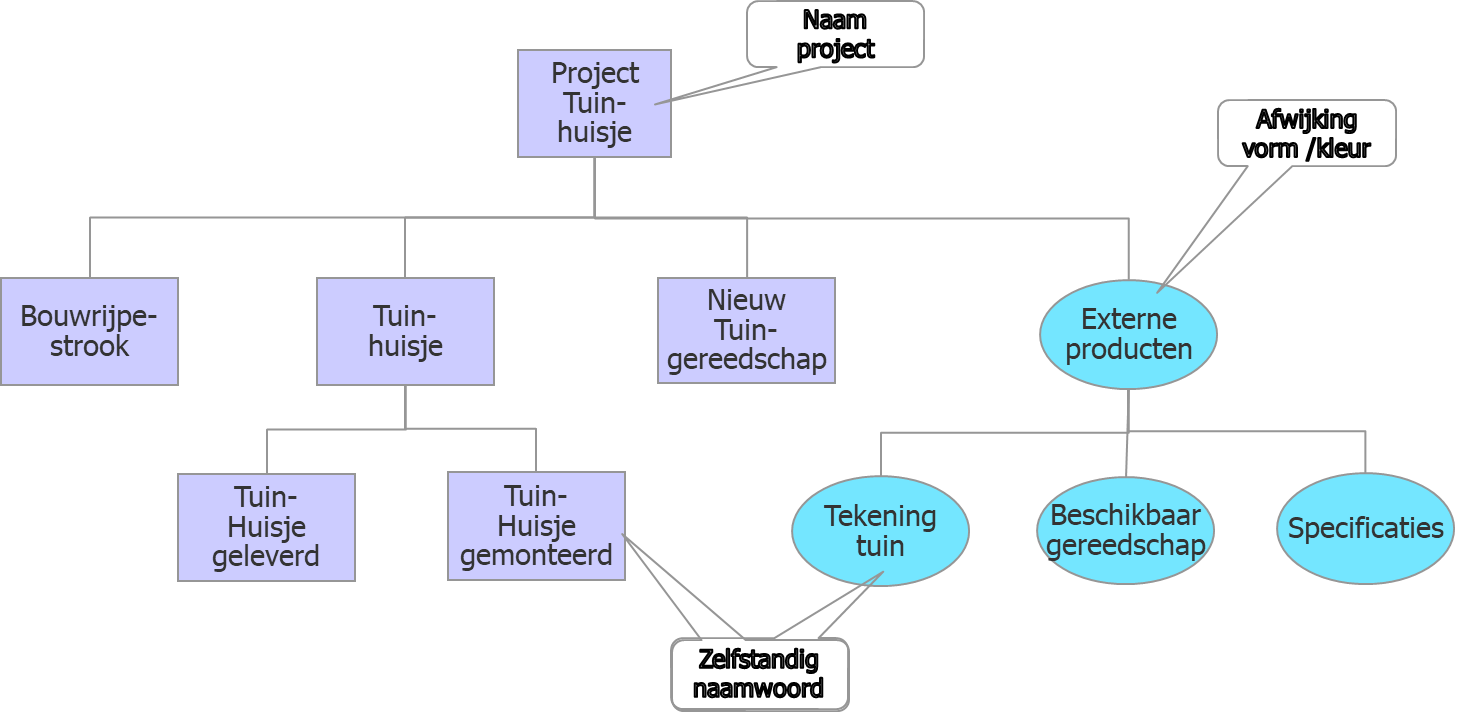 Naam
project
Project
Tuin-
huisje
Afwijking
vorm /kleur
Bouwrijpe-
strook
Tuin-
huisje
Nieuw
Tuin-
gereedschap
Externe
producten
Tuin-
Huisje
geleverd
Tuin-
Huisje
gemonteerd
Tekening
tuin
Beschikbaar
gereedschap
Specificaties
Zelfstandig
naamwoord